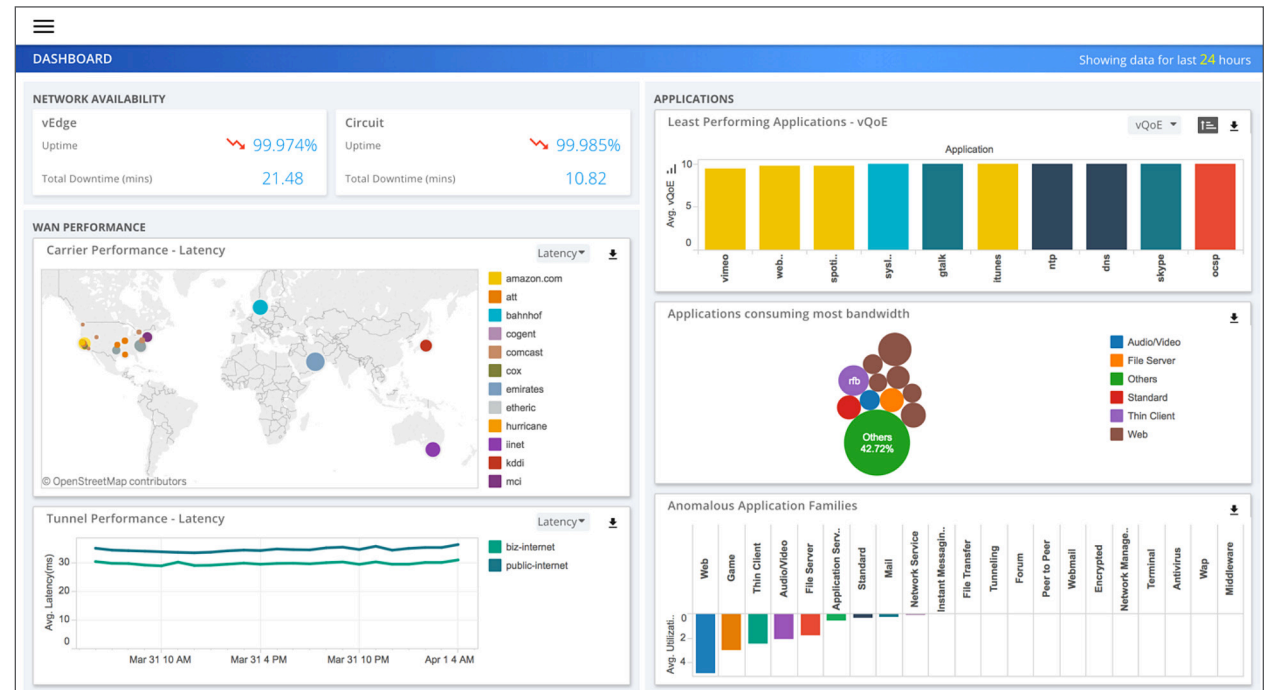 DASHBOARD
Showing data for last 24 hours
NETWORK AVAILABILITY
vEdge
Uptime
99.974%
Total Downtime (mins)
21.48
Circuit
Uptime
99.985%
Total Downtime (mins)
10.82
WAN PERFORMANCE
Carrier Performance - Latency
Latency
amazon.com
att
bahnhof
cogent
comcast
cox
emirates
etheric
hurricane
iinet
kddi
mci
© OpenStreetMap contributors
Tunnel Performance - Latency
Latency
biz-internet
public-internet
Avg. Latency(ms)
30
20
10
0
Mar 31 10 AM
Mar 31 4 PM
Mar 31 10 PM
Apr 1 4 AM
APPLICATIONS
Least Performing Applications - vQoE
vQoE
Application
Avg. vQoE
10
5
0
vimeo
web..
spoti..
sysl..
gtalk
itunes
ntp
dns
skype
ocsp
Applications consuming most bandwidth
rfb
Others
42.72%
Audio/Video
File Server
Others
Standard
Thin Client
Web
Anomalous Application Families
Web
Game
Thin Client
Audio/Video
File Server
Application Serv..
Standard
Mail
Network Service
Instant Messagin..
File Transfer
Tunneling
Forum
Peer to Peer
Webmail
Encrypted
Network Manage..
Terminal
Antivirus
Wap
Middleware
Avg. Utilizati..
0
2
4